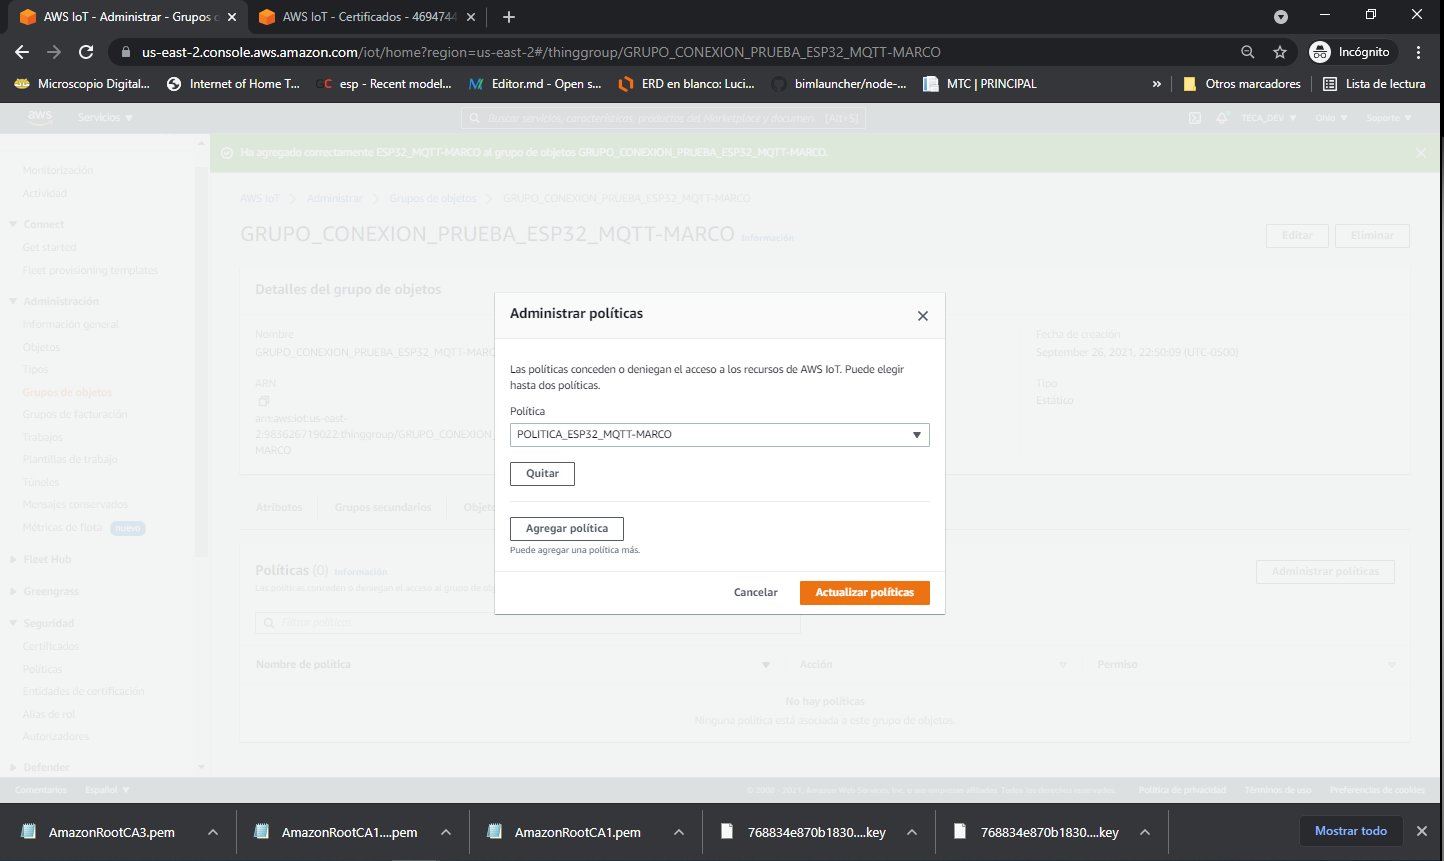 AWS IoT - Administrar - Grupos d
AWS IoT - Certificados - 4694744
us-east-2.console.aws.amazon.com/iot/home?region=us-east-2#/thinggroup/GRUPO_CONEXION_PRUEBA_ESP32_MQTT-MARCO
Incógnito
Microscopio Digital...
Internet of Home T...
esp - Recent model...
Editor.md - Open s...
ERD en blanco: Luci...
bimlauncher/node-...
MTC | PRINCIPAL
»
Otros marcadores
Lista de lectura
aws
Servicios
Buscar servicios, características, productos del Marketplace y documen [Alt+S]
TECA_DEV
Ohio
Soporte
Ha agregado correctamente ESP32_MQTT-MARCO al grupo de objetos GRUPO_CONEXION_PRUEBA_ESP32_MQTT-MARCO.
Monitorización
Actividad
Connect
Get started
Fleet provisioning templates
Administración
Información general
Objetos
Tipos
Grupos de objetos
Grupos de facturación
Trabajos
Plantillas de trabajo
Túneles
Mensajes conservados
Métricas de flota nuevo
Fleet Hub
Greengrass
Seguridad
Certificados
Políticas
Entidades de certificación
Alias de rol
Autorizadores
Defender
AWS IoT > Administrar > Grupos de objetos > GRUPO_CONEXION_PRUEBA_ESP32_MQTT-MARCO
GRUPO_CONEXION_PRUEBA_ESP32_MQTT-MARCO Información
Editar
Eliminar
Detalles del grupo de objetos
Nombre
GRUPO_CONEXION_PRUEBA_ESP32_MQTT-MARC
ARN
arn:aws:iot:us-east-
2:983626719022:thinggroup/GRUPO_CONEXION_
MARCO
Fecha de creación
September 26, 2021, 22:50:09 (UTC-0500)
Tipo
Estático
Atributos
Grupos secundarios
Objeto
Políticas (0) Información
Las políticas conceden o deniegan el acceso al grupo de obj
Administrar políticas
Filtrar políticas
Nombre de política
Acción
Permiso
No hay políticas
Ninguna política está asociada a este grupo de objetos.
Administrar políticas
Las políticas conceden o deniegan el acceso a los recursos de AWS IoT. Puede elegir
hasta dos políticas.
Política
POLITICA_ESP32_MQTT-MARCO
Quitar
Agregar política
Puede agregar una política más.
Cancelar
Actualizar políticas
Comentarios
Español
© 2008 - 2021, Amazon Web Services, Inc. o sus empresas afiliadas. Todos los derechos reservados.
Política de privacidad
Términos de uso
Preferencias de cookies
AmazonRootCA3.pem
AmazonRootCA1....pem
AmazonRootCA1.pem
768834e870b1830....key
768834e870b1830....key
Mostrar todo